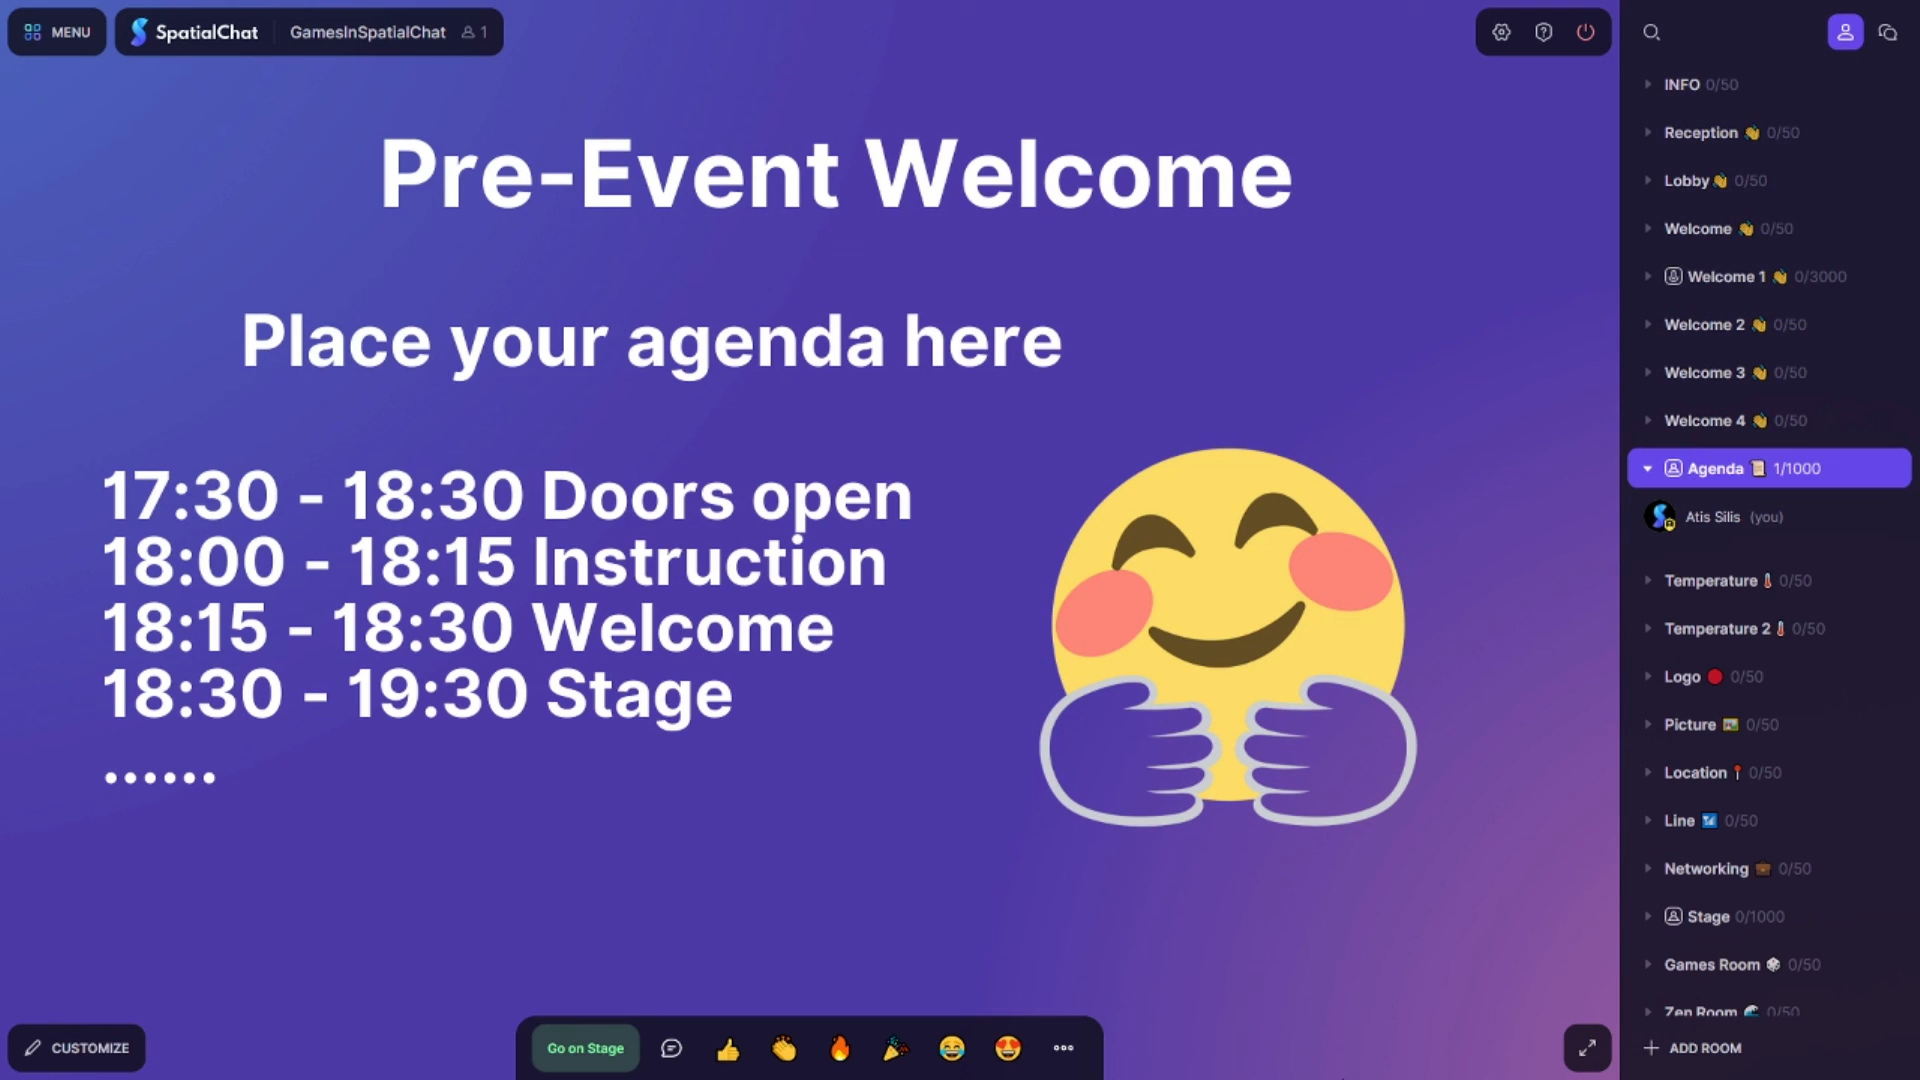 MENU
SpatialChat
GamesInSpatialChat 1
Pre-Event Welcome
Place your agenda here
17:30 - 18:30 Doors open
18:00 - 18:15 Instruction
18:15 - 18:30 Welcome
18:30 - 19:30 Stage
......
CUSTOMIZE
Go on Stage
INFO 0/50
Reception 👋 0/50
Lobby 👋 0/50
Welcome 👋 0/50
Welcome 1 👋 0/3000
Welcome 2 👋 0/50
Welcome 3 👋 0/50
Welcome 4 👋 0/50
Agenda 📜 1/1000
Atis Silis (you)
Temperature 🌡️ 0/50
Temperature 2 🌡️ 0/50
Logo 🔴 0/50
Picture 🖼️ 0/50
Location 📍 0/50
Line 📶 0/50
Networking 💼 0/50
Stage 0/1000
Games Room 🎲 0/50
Zen Room 🌊 0/50
ADD ROOM